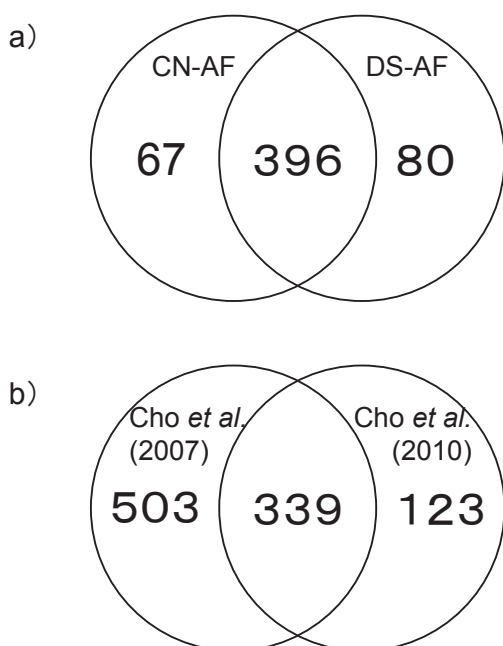 a）
CN-AF DS-AF
67 396 80
b）
Cho et al. (2007) Cho et al. (2010)
503 339 123